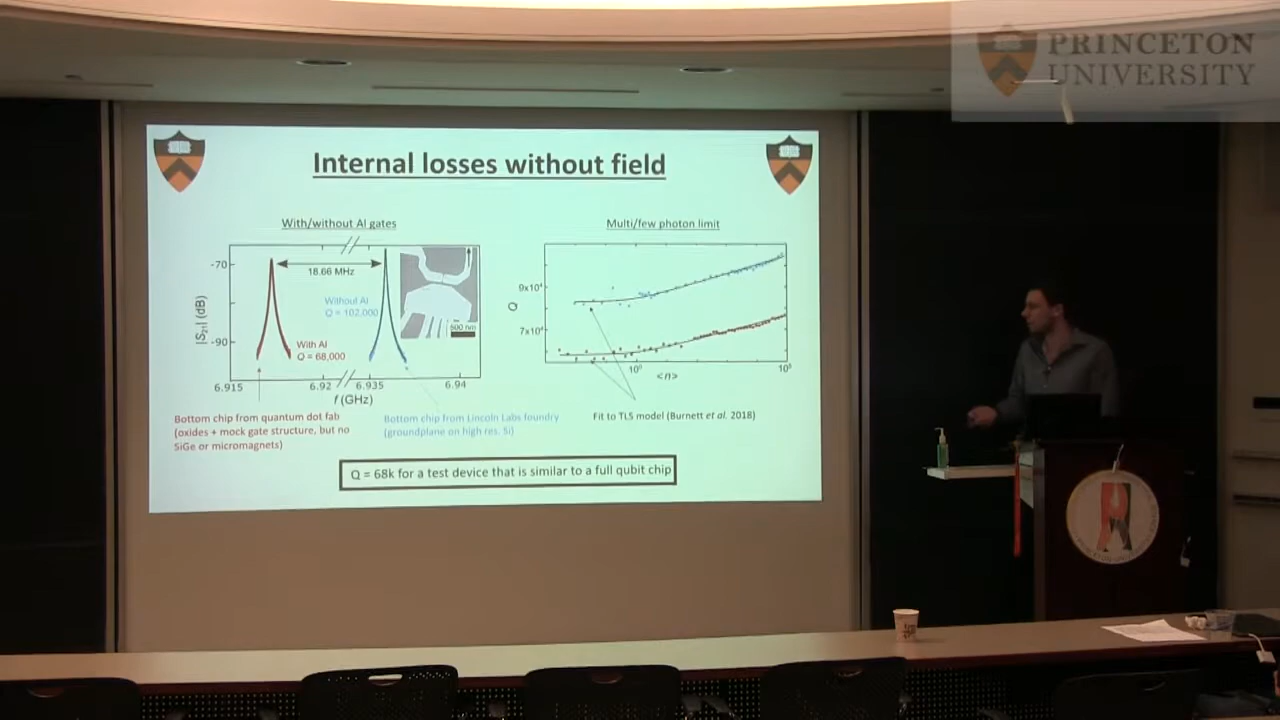 PRINCETON
UNIVERSITY
Internal losses without field
With/without Al gates
Multi/few photon limit
-70
-90
|S21| (dB)
18.66 MHz
Without Al
Q = 102,000
With Al
Q = 68,000
500 nm
6.915
6.92
6.935
6.94
f (GHz)
Q
9x10⁴
7x10⁴
10⁰
10⁵
<n>
Bottom chip from quantum dot fab
(oxides + mock gate structure, but no
SiGe or micromagnets)
Bottom chip from Lincoln Labs foundry
(groundplane on high res. Si)
Fit to TLS model (Burnett et al. 2018)
Q = 68k for a test device that is similar to a full qubit chip